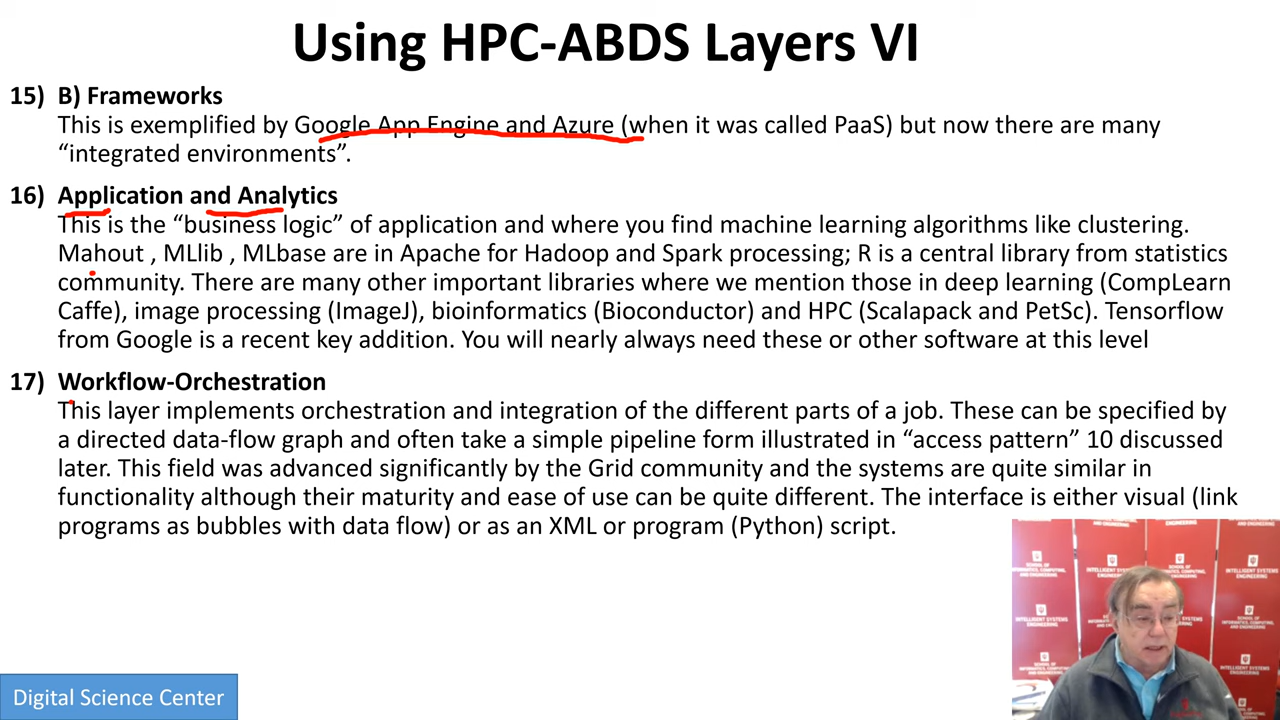 Using HPC-ABDS Layers VI
15) B) Frameworks
This is exemplified by Google App Engine and Azure (when it was called PaaS) but now there are many
“integrated environments”.
16) Application and Analytics
This is the “business logic” of application and where you find machine learning algorithms like clustering.
Mahout , MLlib , MLbase are in Apache for Hadoop and Spark processing; R is a central library from statistics
community. There are many other important libraries where we mention those in deep learning (CompLearn
Caffe), image processing (ImageJ), bioinformatics (Bioconductor) and HPC (Scalapack and PetSc). Tensorflow
from Google is a recent key addition. You will nearly always need these or other software at this level
17) Workflow-Orchestration
This layer implements orchestration and integration of the different parts of a job. These can be specified by
a directed data-flow graph and often take a simple pipeline form illustrated in “access pattern” 10 discussed
later. This field was advanced significantly by the Grid community and the systems are quite similar in
functionality although their maturity and ease of use can be quite different. The interface is either visual (link
programs as bubbles with data flow) or as an XML or program (Python) script.
SCHOOL OF
INFORMATICS, COMPUTING,
AND ENGINEERING
INTELLIGENT SYSTEMS
ENGINEERING
Digital Science Center